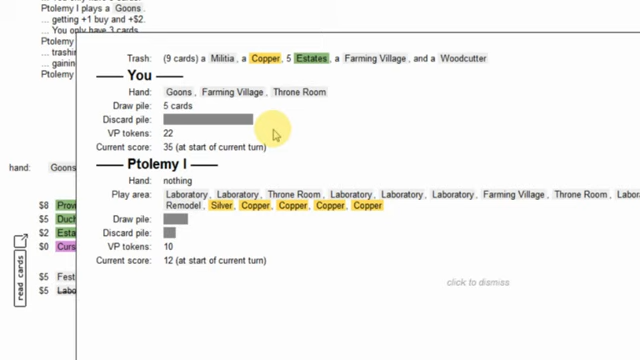 Ptolemy I plays a Goons.
... getting +1 buy and +$2.
... You only have 3 cards.
Ptolemy
... trashin
... gainin
Ptolemy I
Trash: (9 cards) a Militia, a Copper, 5 Estates, a Farming Village, and a Woodcutter
You
Hand: Goons, Farming Village, Throne Room
Draw pile: 5 cards
Discard pile:
VP tokens: 22
Current score: 35 (at start of current turn)
Ptolemy I
Hand: nothing
Play area: Laboratory, Laboratory, Throne Room, Laboratory, Laboratory, Laboratory, Farming Village, Throne Room, Labora
Remodel, Silver, Copper, Copper, Copper, Copper
Draw pile:
Discard pile:
VP tokens: 10
Current score: 12 (at start of current turn)
click to dismiss
hand: Goons
$8 Prov
$5 Duch
$2 Esta
$0 Curs
$5 Fest
$5 Labo
read cards